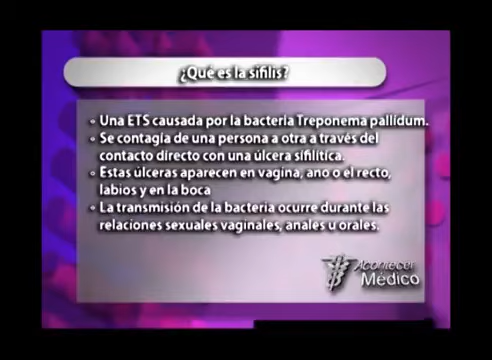 ¿Qué es la sífilis?
◦ Una ETS causada por la bacteria Treponema pallidum.
◦ Se contagía de una persona a otra a través del
contacto directo con una úlcera sifilítica.
◦ Estas úlceras aparecen en vagina, ano o el recto,
labios y en la boca
◦ La transmisión de la bacteria ocurre durante las
relaciones sexuales vaginales, anales u orales.
Acontecer
Médico